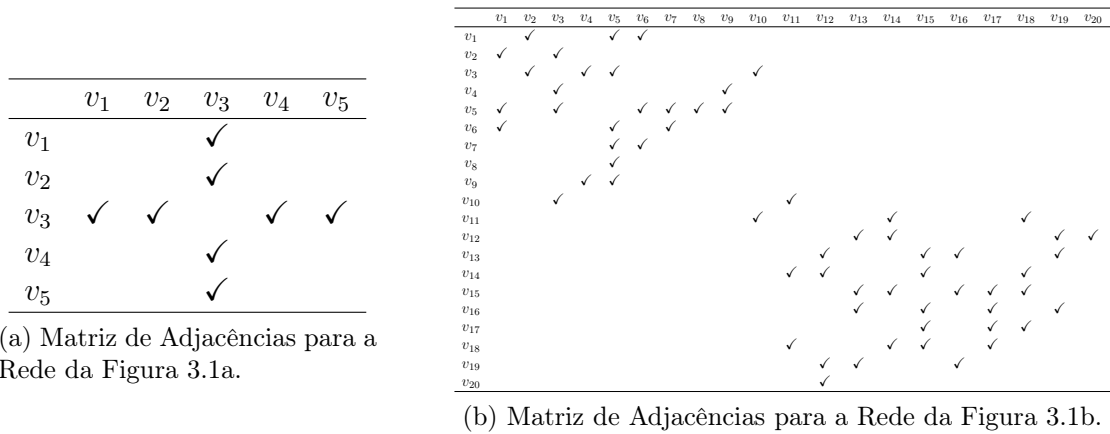 v1 v2 v3 v4 v5
v1 ✓
v2 ✓
v3 ✓ ✓ ✓ ✓
v4 ✓
v5 ✓
(a) Matriz de Adjacências para a
Rede da Figura 3.1a.
v1 v2 v3 v4 v5 v6 v7 v8 v9 v10 v11 v12 v13 v14 v15 v16 v17 v18 v19 v20
v1 ✓ ✓ ✓
v2 ✓ ✓
v3 ✓ ✓ ✓ ✓
v4 ✓ ✓
v5 ✓ ✓ ✓ ✓ ✓ ✓
v6 ✓ ✓ ✓
v7 ✓ ✓
v8 ✓
v9 ✓ ✓
v10 ✓ ✓
v11 ✓ ✓ ✓
v12 ✓ ✓ ✓ ✓
v13 ✓ ✓ ✓ ✓
v14 ✓ ✓ ✓ ✓
v15 ✓ ✓ ✓ ✓ ✓
v16 ✓ ✓ ✓ ✓
v17 ✓ ✓ ✓
v18 ✓ ✓ ✓ ✓
v19 ✓ ✓ ✓
v20 ✓
(b) Matriz de Adjacências para a Rede da Figura 3.1b.